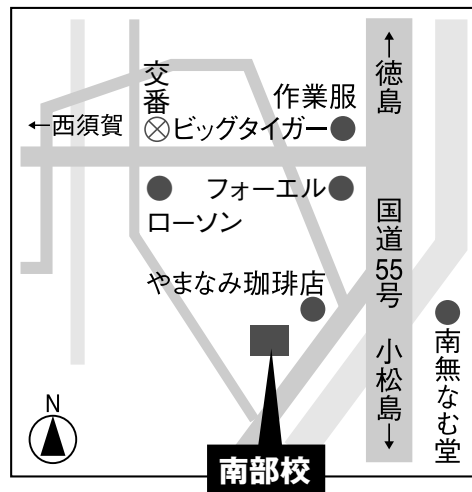 ↑
徳島
交番
作業服
ビッグタイガー
←西須賀
フォーエル
ローソン
国道55号
やまなみ珈琲店
小松島
↓
南無なむ堂
N
南部校